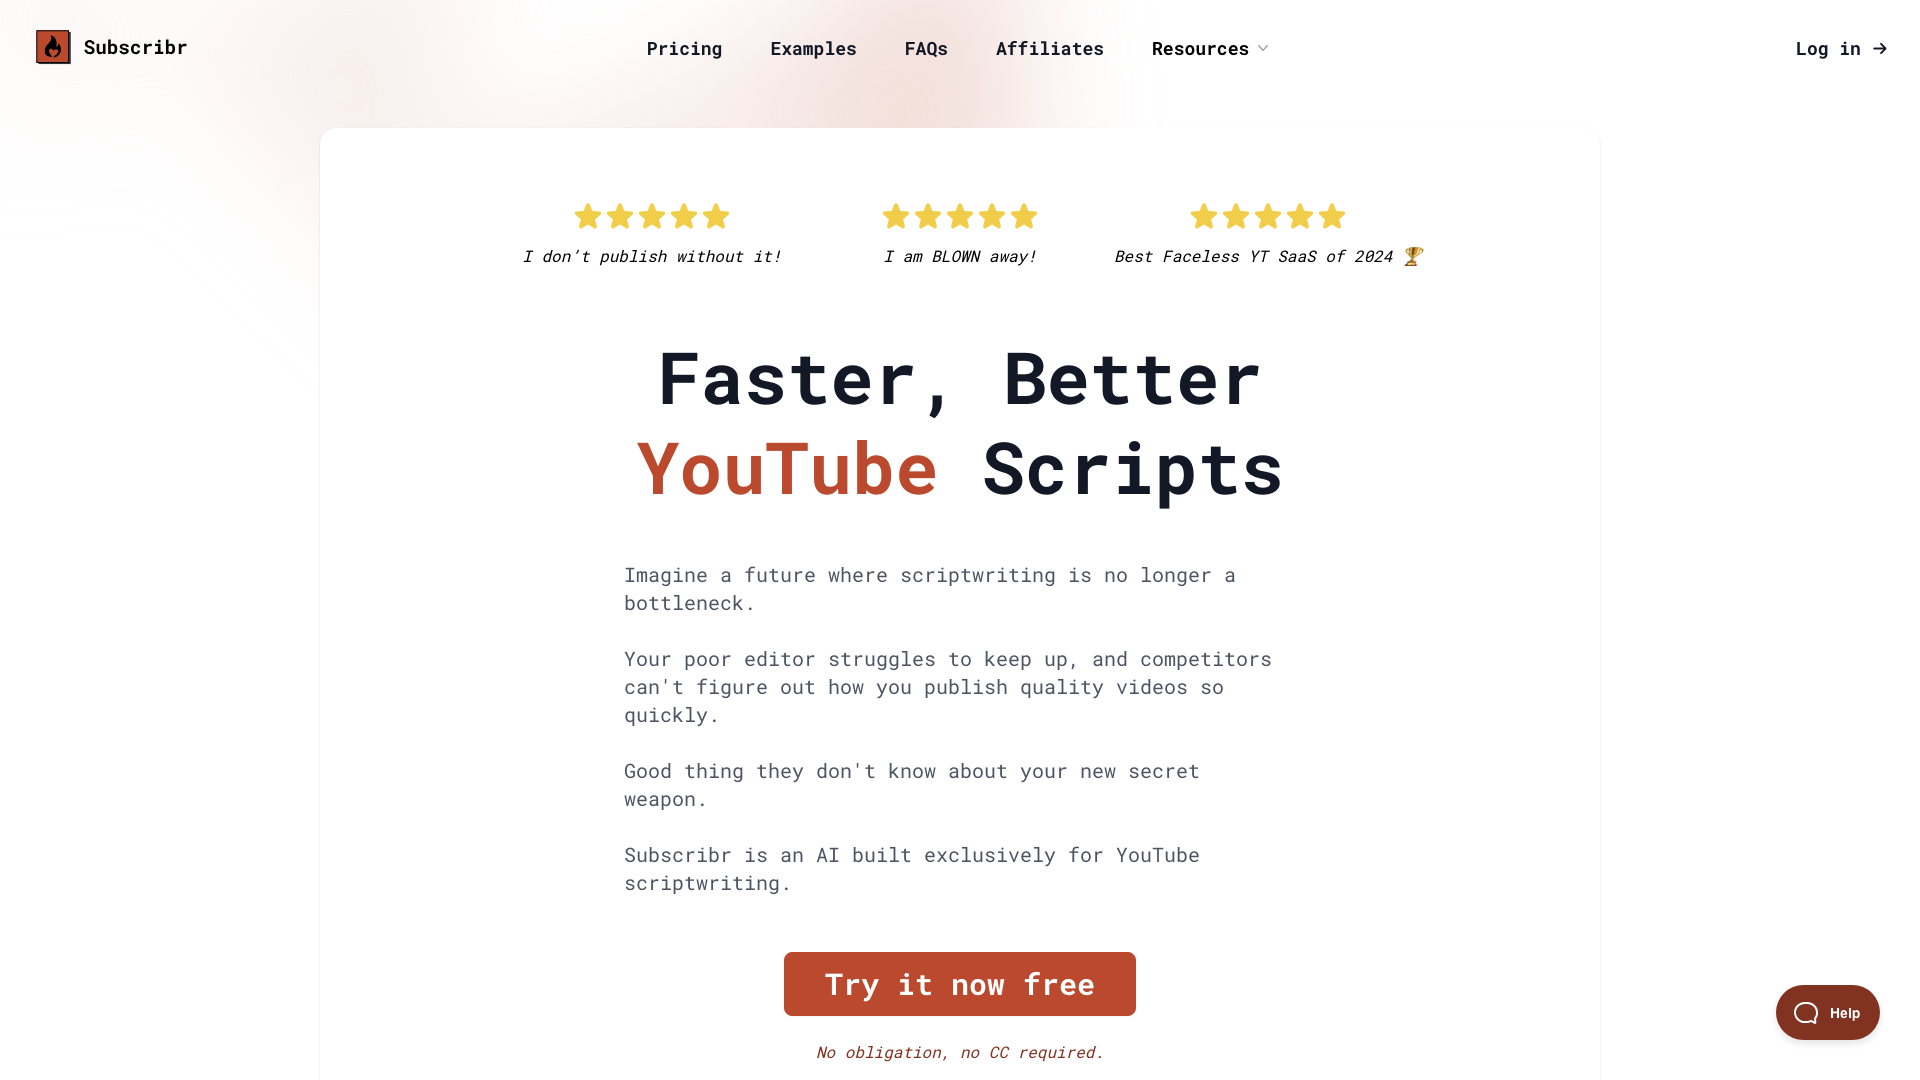 Subscribr
Pricing
Examples
FAQs
Affiliates
Resources
Log in →
I don’t publish without it!
I am BLOWN away!
Best Faceless YT SaaS of 2024 🏆
Faster, Better
YouTube Scripts
Imagine a future where scriptwriting is no longer a
bottleneck.
Your poor editor struggles to keep up, and competitors
can't figure out how you publish quality videos so
quickly.
Good thing they don't know about your new secret
weapon.
Subscribr is an AI built exclusively for YouTube
scriptwriting.
Try it now free
Help
No obligation, no CC required.